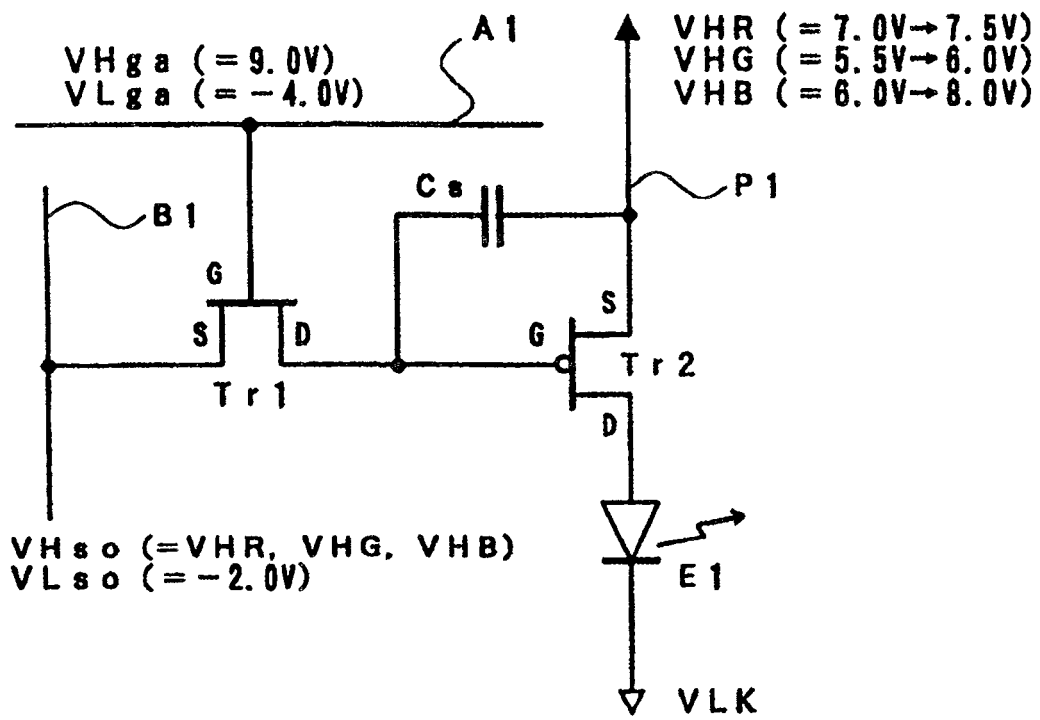 VHga (=9.0V)
VLga (=-4.0V)
A1
VHR (=7.0V→7.5V)
VHG (=5.5V→6.0V)
VHB (=6.0V→8.0V)
Cs
P1
B1
G
S
D
Tr1
S
G
Tr2
D
VHso (=VHR, VHG, VHB)
VLso (=-2.0V)
E1
VLK